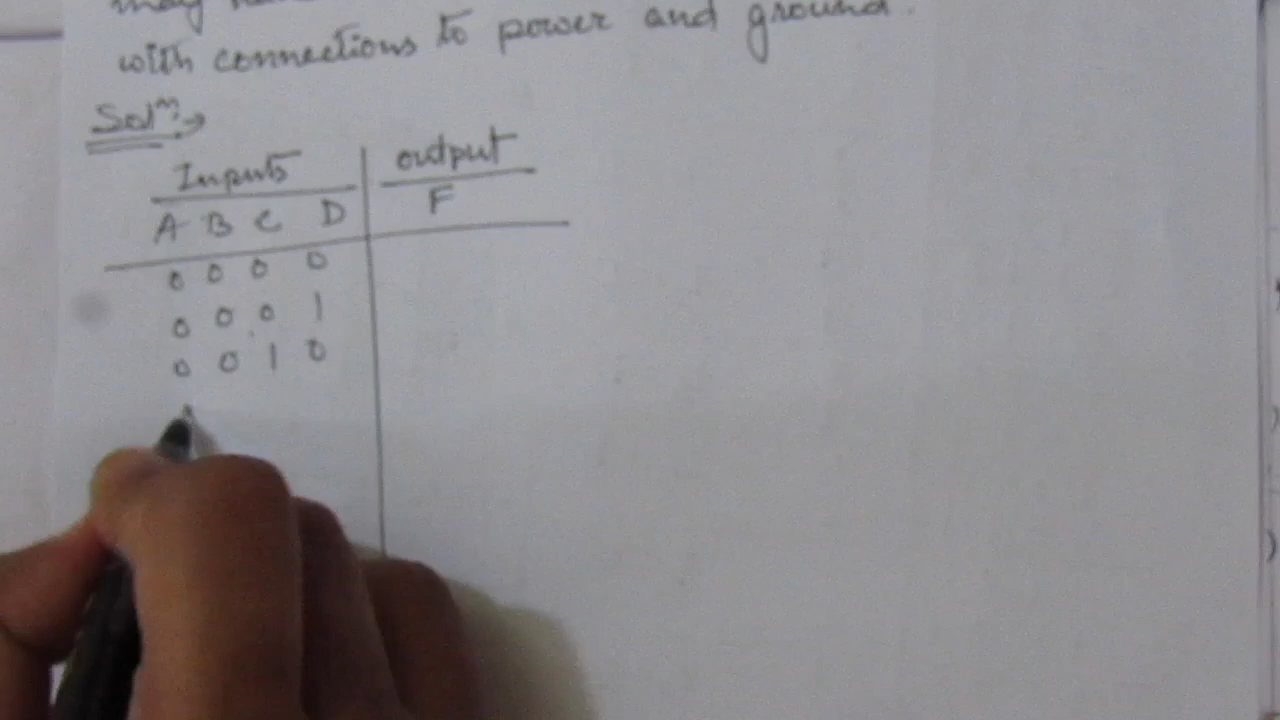 may
with connections to power and ground.
Solⁿ→
Inputs output
A B C D F
0 0 0 0
0 0 0 1
0 0 1 0